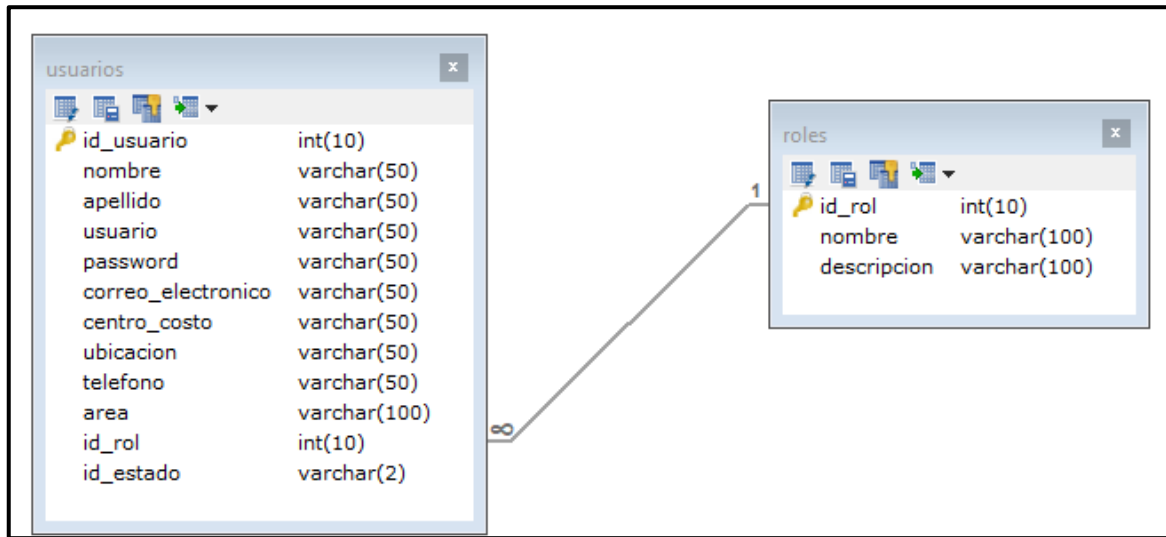 usuarios
id_usuario int(10)
nombre varchar(50)
apellido varchar(50)
usuario varchar(50)
password varchar(50)
correo_electronico varchar(50)
centro_costo varchar(50)
ubicacion varchar(50)
telefono varchar(50)
area varchar(100)
id_rol int(10)
id_estado varchar(2)
∞
1
roles
id_rol int(10)
nombre varchar(100)
descripcion varchar(100)